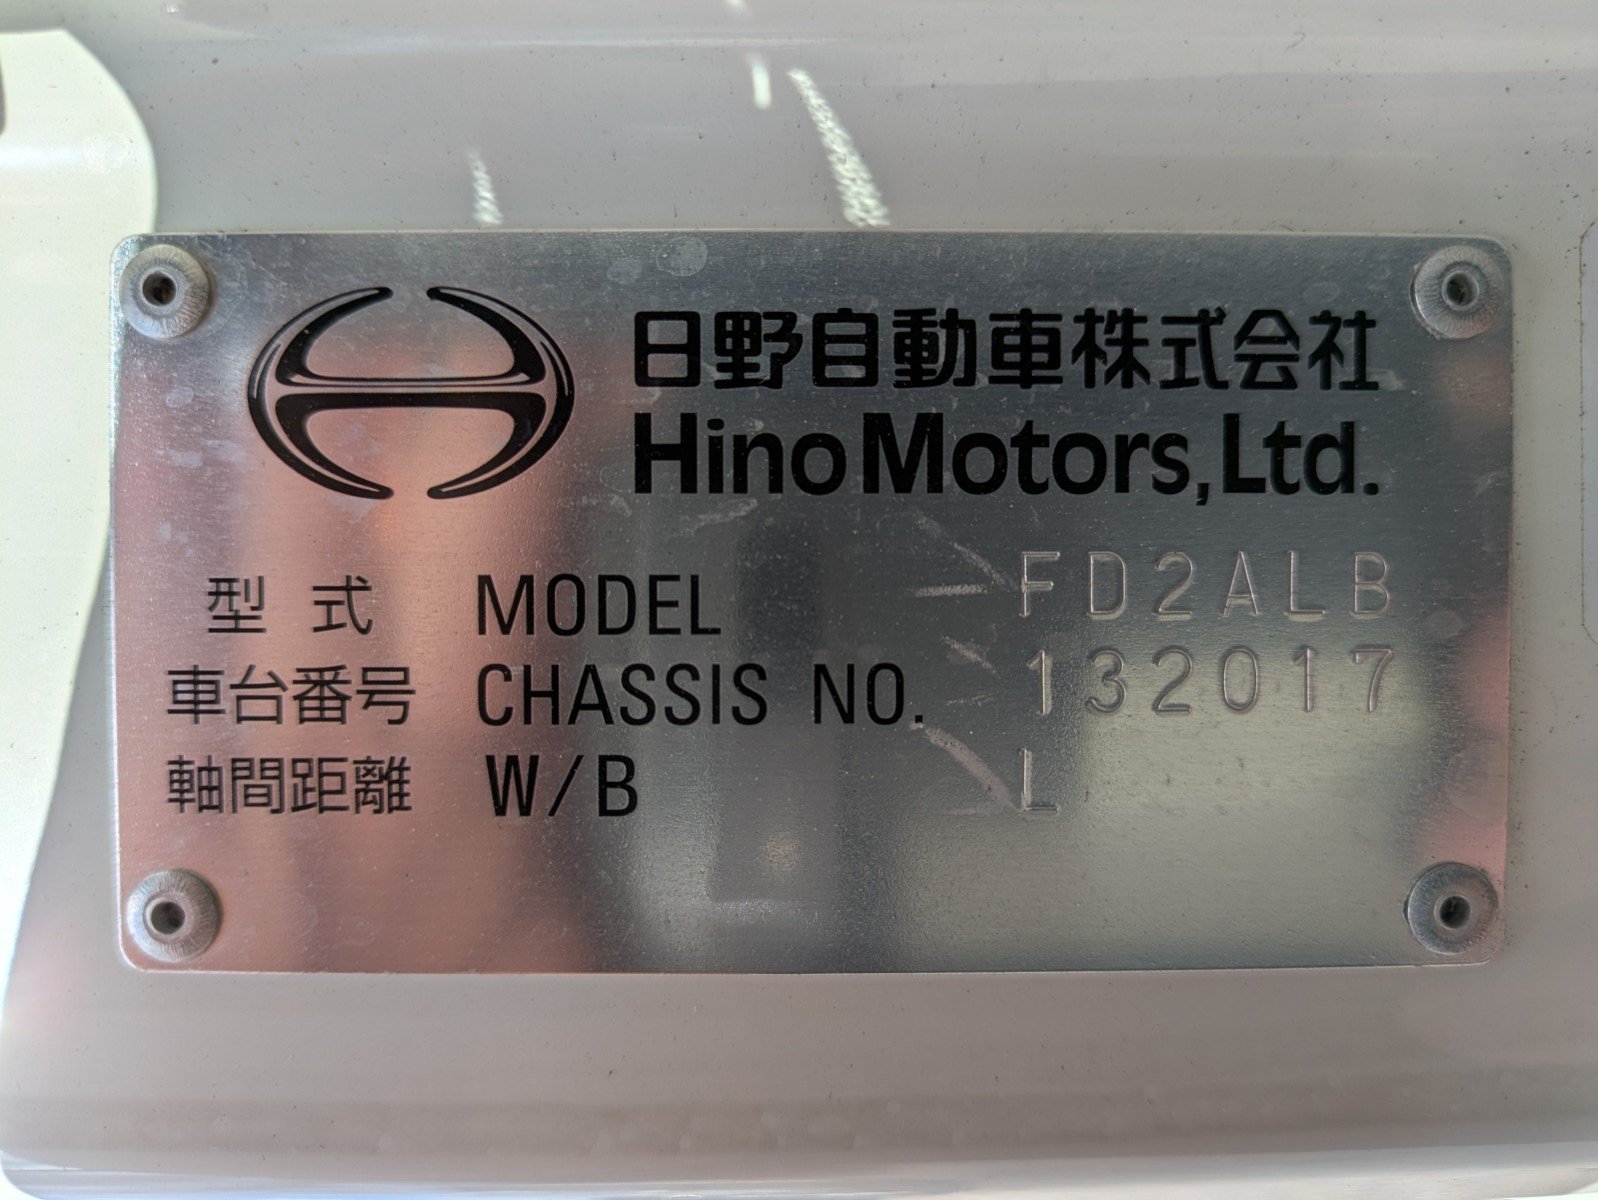 日野自動車株式会社
Hino Motors, Ltd.
型式 MODEL FD2ALB
車台番号 CHASSIS NO. 132017
軸間距離 W/B L